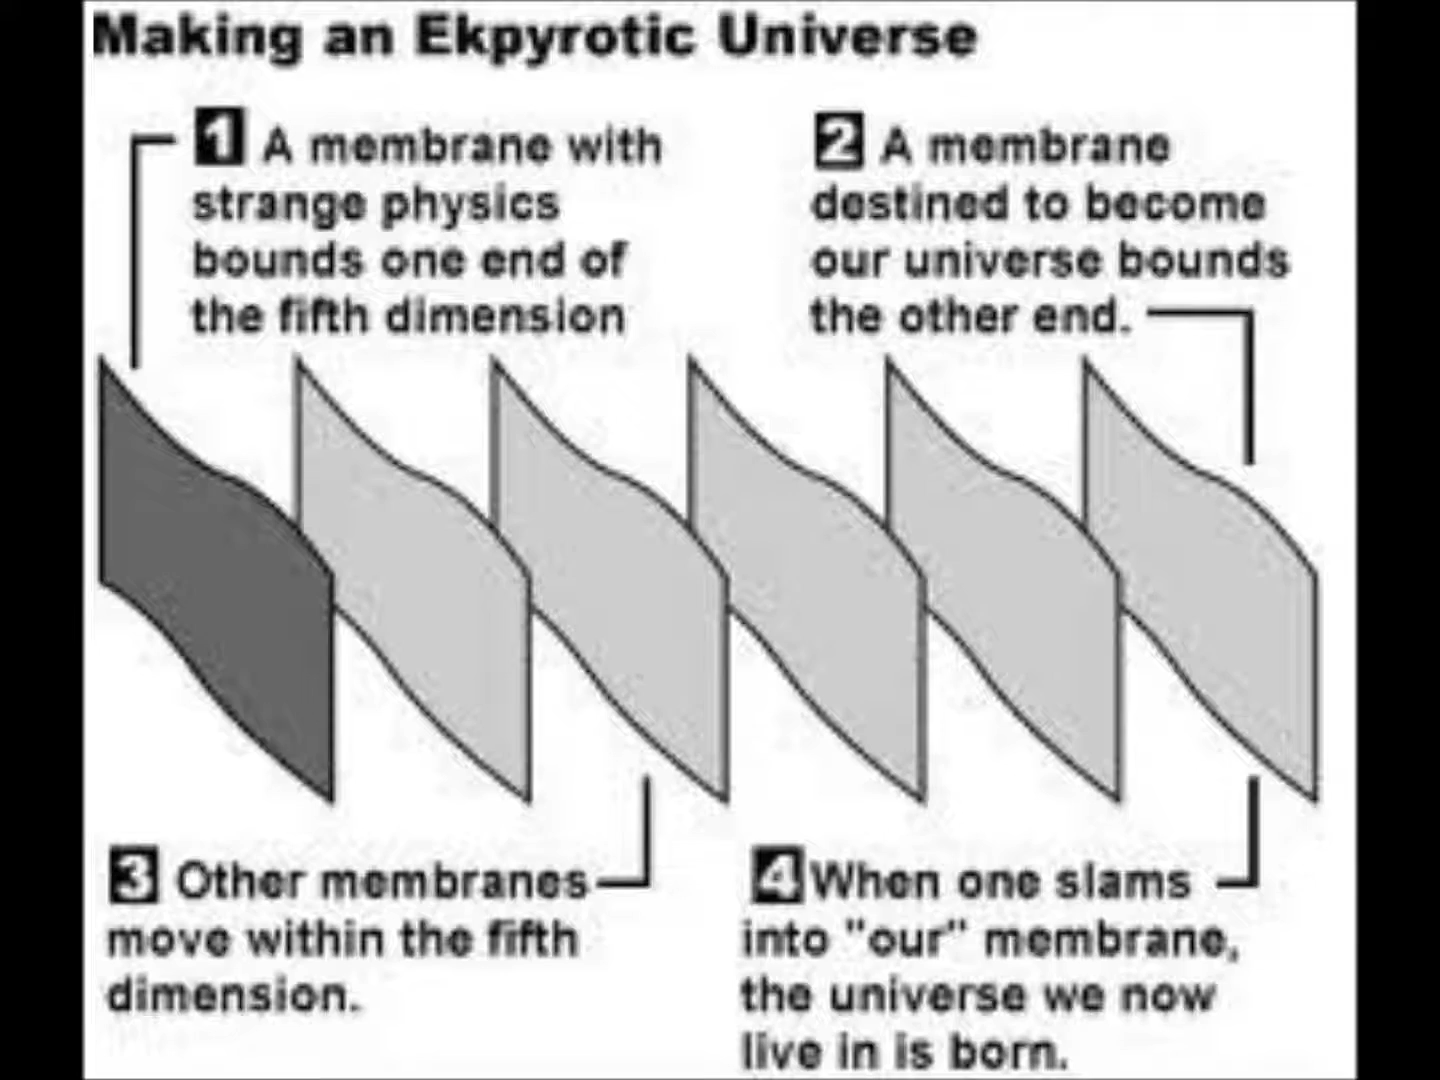 Making an Ekpyrotic Universe
1 A membrane with
strange physics
bounds one end of
the fifth dimension
2 A membrane
destined to become
our universe bounds
the other end.
3 Other membranes
move within the fifth
dimension.
4 When one slams
into "our" membrane,
the universe we now
live in is born.